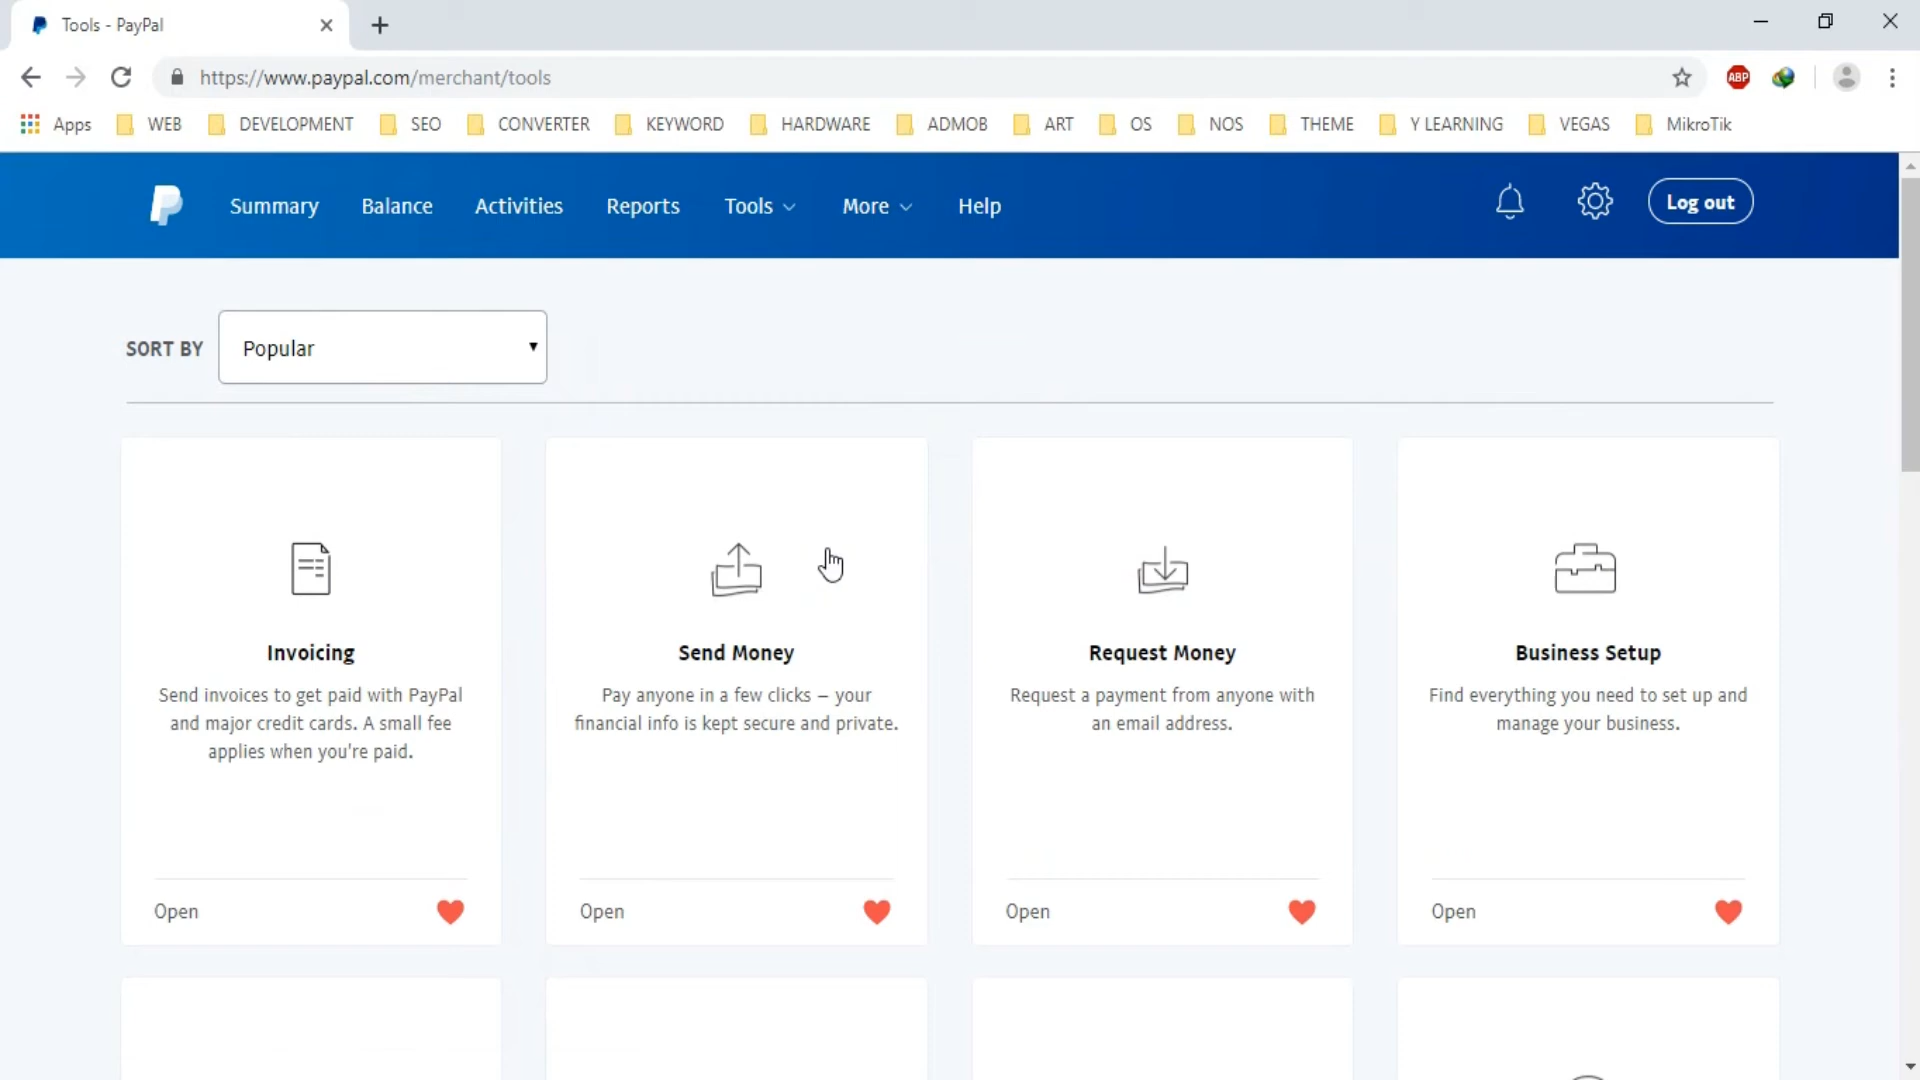 Tools - PayPal
https://www.paypal.com/merchant/tools
ABP
Apps WEB DEVELOPMENT SEO CONVERTER KEYWORD HARDWARE ADMOB ART OS NOS THEME Y LEARNING VEGAS MikroTik
Summary Balance Activities Reports Tools More Help Log out
SORT BY Popular
Invoicing
Send invoices to get paid with PayPal
and major credit cards. A small fee
applies when you're paid.
Open
Send Money
Pay anyone in a few clicks – your
financial info is kept secure and private.
Open
Request Money
Request a payment from anyone with
an email address.
Open
Business Setup
Find everything you need to set up and
manage your business.
Open